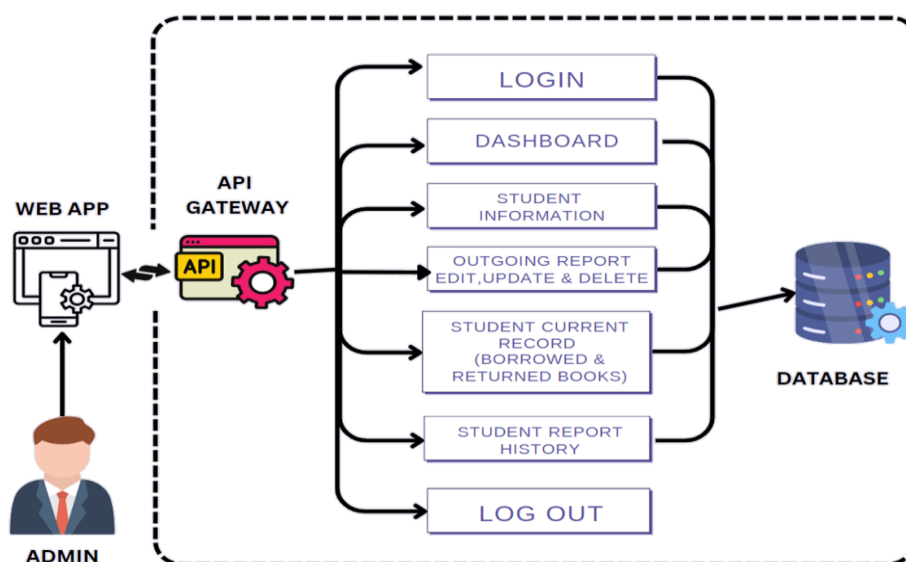 LOGIN
DASHBOARD
API
GATEWAY
STUDENT
INFORMATION
WEB APP
API
OUTGOING REPORT
EDIT,UPDATE & DELETE
STUDENT CURRENT
RECORD
(BORROWED &
RETURNED BOOKS)
DATABASE
STUDENT REPORT
HISTORY
LOG OUT
ADMIN